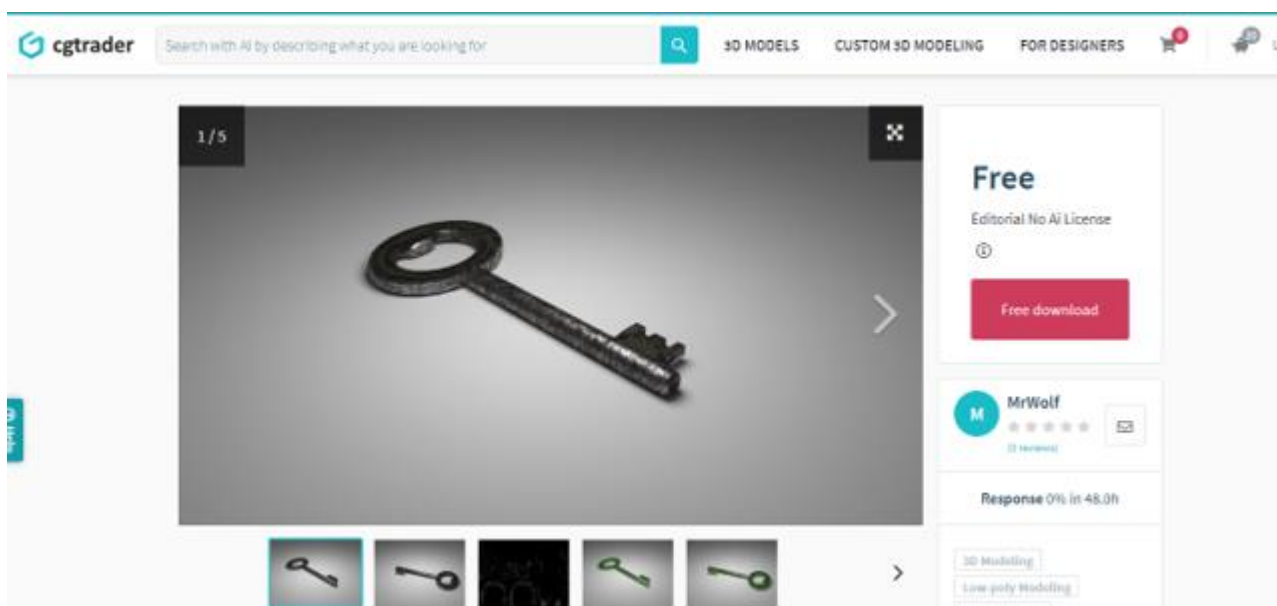 cgtrader
Search with AI by describing what you are looking for
3D MODELS
CUSTOM 3D MODELING
FOR DESIGNERS
1/5
Free
Editorial No Ai License
Free download
M
MrWolf
Response 0% in 48.0h
3D Modeling
Low-poly Modeling
Help